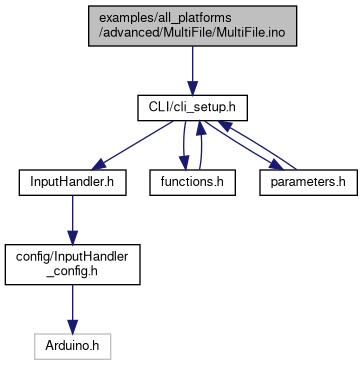 examples/all_platforms
/advanced/MultiFile/MultiFile.ino
CLI/cli_setup.h
InputHandler.h
functions.h
parameters.h
config/InputHandler
_config.h
Arduino.h